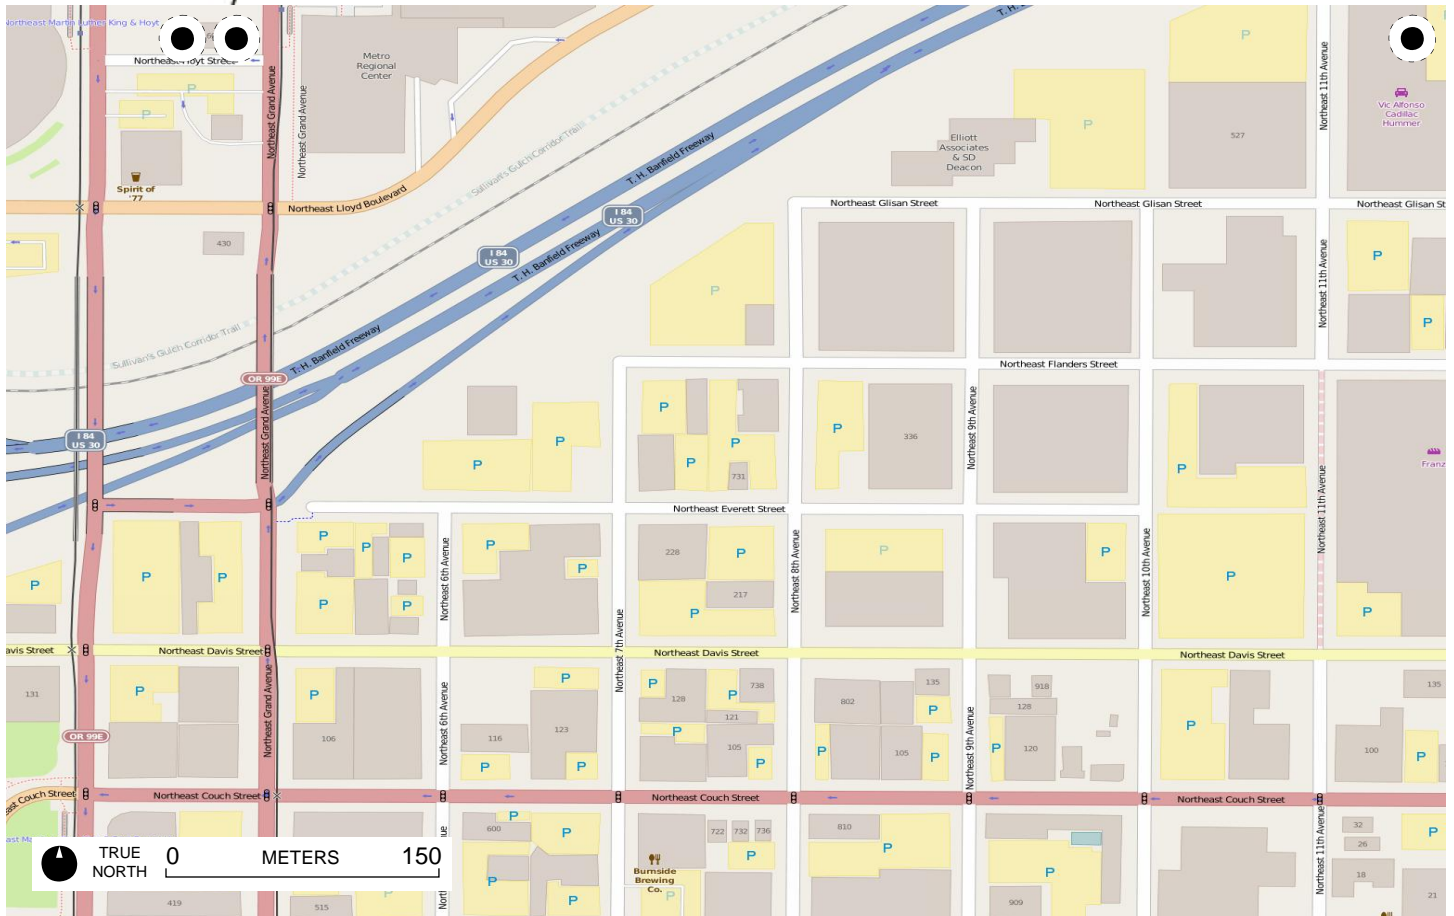 Northeast Martin Luther King & Hoyt
Northeast Hoyt Street
Metro
Regional
Center
Northeast Grand Avenue
Northeast Grand Avenue
P
P
Spirit of
'77
Northeast Lloyd Boulevard
Sullivan's Gulch Corridor Trail
T. H. Banfield Freeway
I 84
US 30
I 84
US 30
T. H. Banfield Freeway
430
P
P
527
Elliott
Associates
& SD
Deacon
Northeast 11th Avenue
Vic Alfonso
Cadillac
Hummer
Northeast Glisan Street
Northeast Glisan Street
Northeast Glisan St
P
P
P
Northeast 11th Avenue
Sullivan's Gulch Corridor Trail
T. H. Banfield Freeway
OR 99E
Northeast Flanders Street
I 84
US 30
Northeast Grand Avenue
P
P
P
P
P
731
P
336
Northeast 9th Avenue
P
Northeast 11th Avenue
Franz
Northeast Everett Street
P
P
P
P
P
P
P
P
Northeast 6th Avenue
P
P
228
P
217
P
Northeast 8th Avenue
P
P
Northeast 10th Avenue
P
P
avis Street
Northeast Davis Street
Northeast 7th Avenue
Northeast Davis Street
Northeast Davis Street
131
P
Northeast Grand Avenue
P
106
Northeast 6th Avenue
P
116
123
P
P
P
128
P
738
121
P
105
P
802
135
P
P
105
P
Northeast 9th Avenue
918
128
P
120
P
135
100
P
OR 99E
east Couch Street
Northeast Couch Street
Northeast Couch Street
Northeast Couch Street
600
P
P
P
P
722
732
736
P
Burnside
Brewing
Co.
P
810
P
P
909
Northeast 11th Avenue
32
26
18
P
21
TRUE
NORTH
0 METERS 150
419
515
P